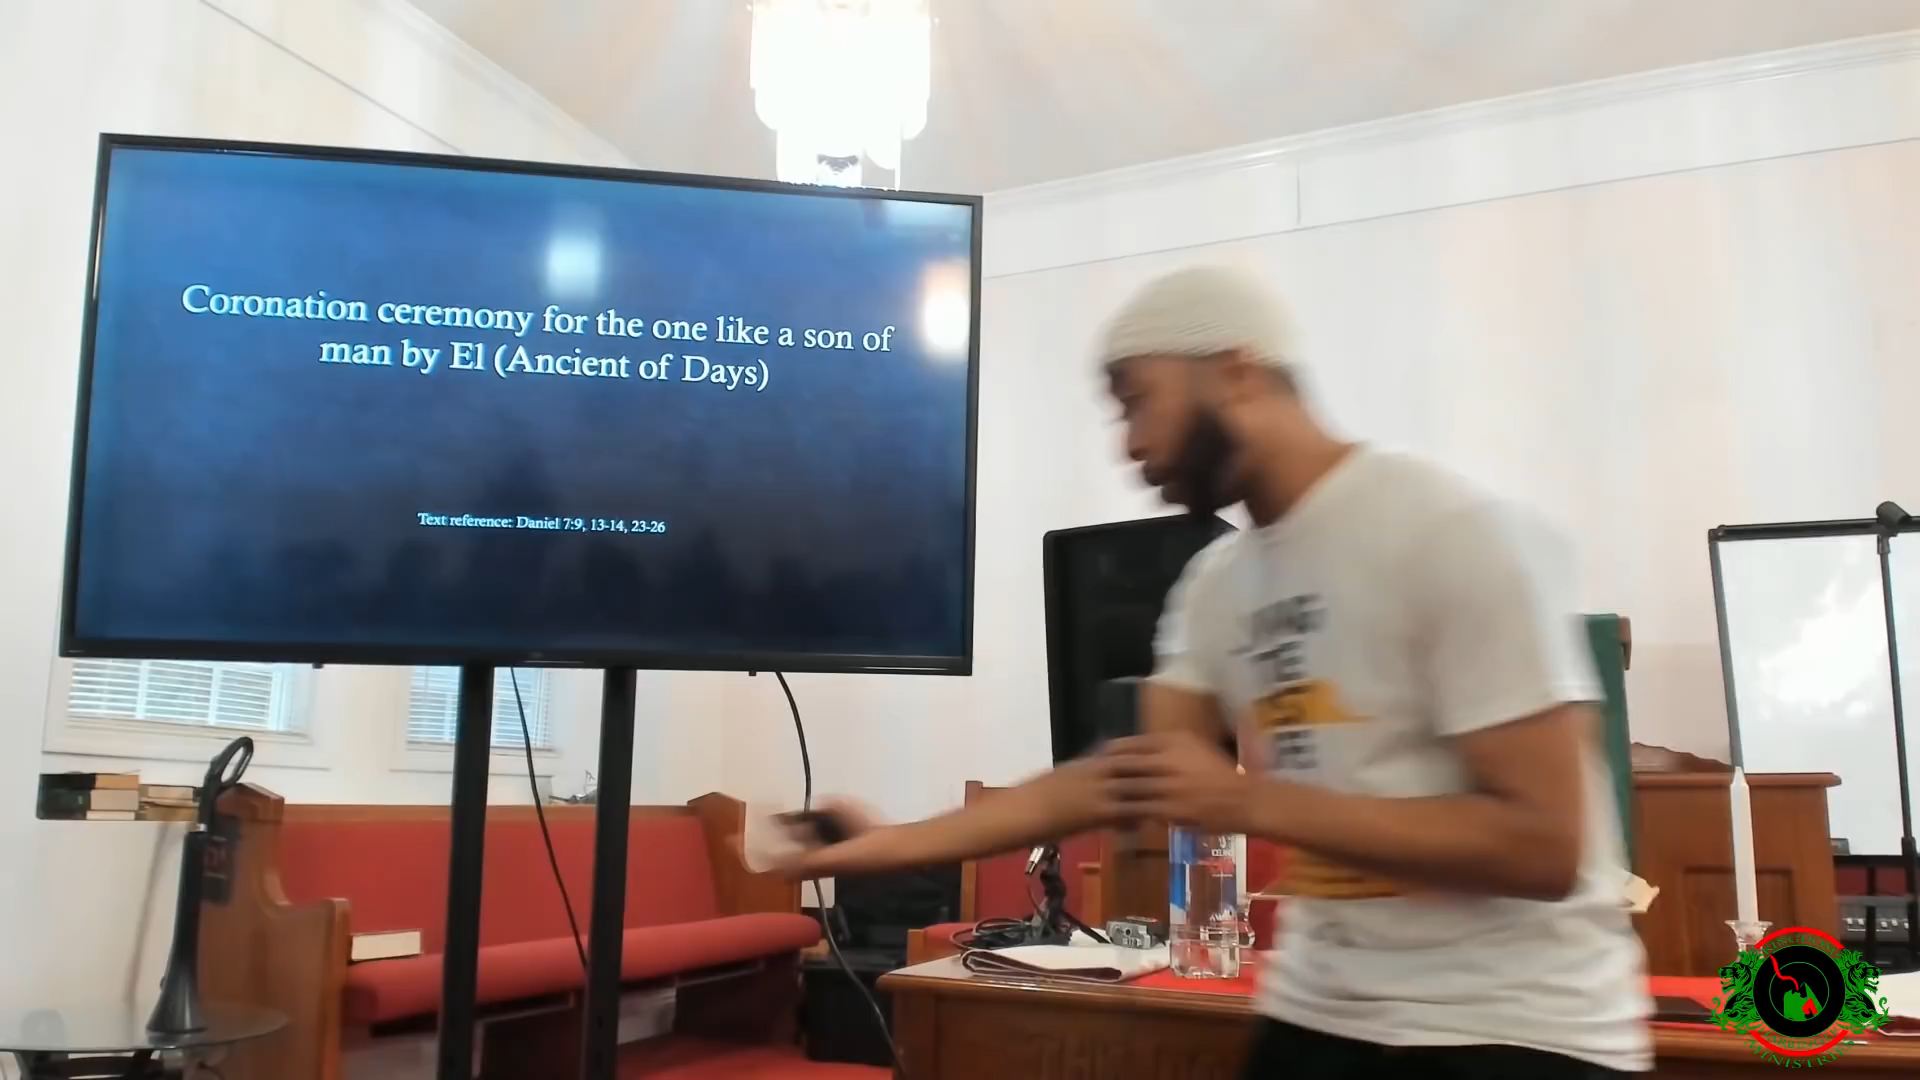 Coronation ceremony for the one like a son of
man by El (Ancient of Days)
Text reference: Daniel 7:9, 13-14, 23-26
MINISTRIES